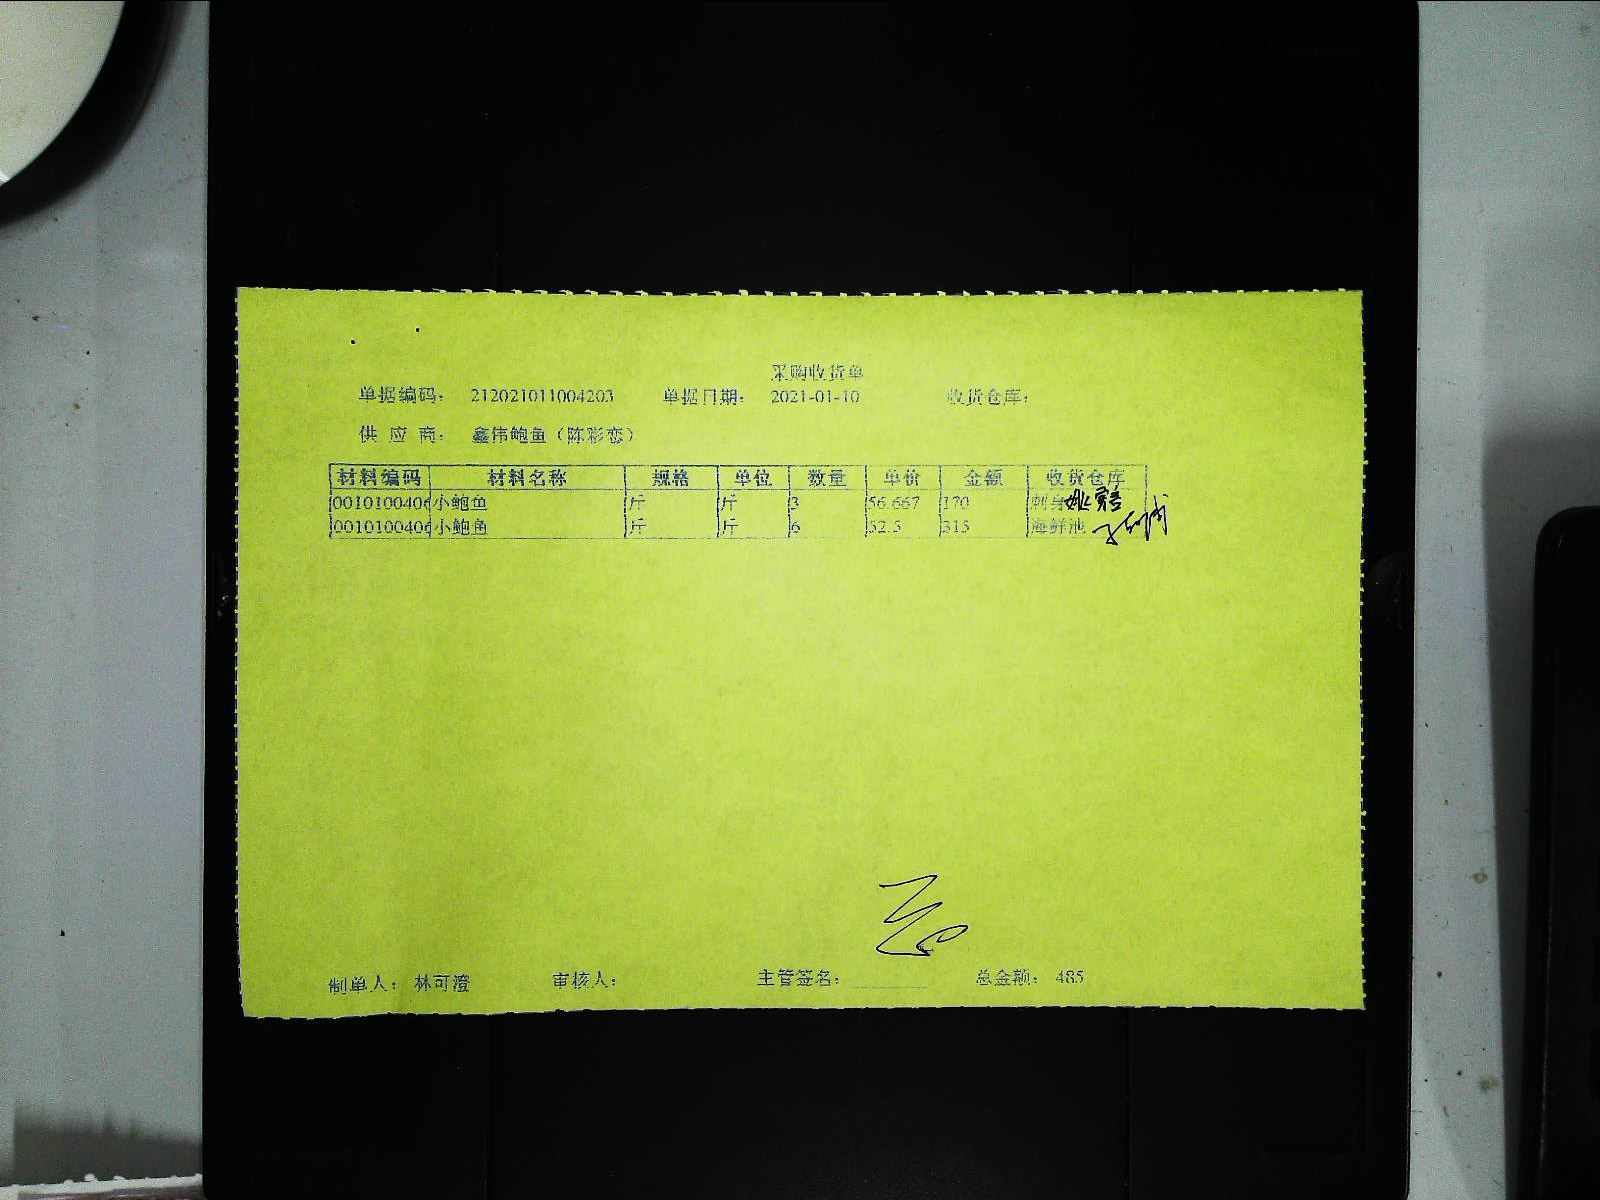 采购收货单
单据编码： 212021011004203 单据日期： 2021-01-10 收货仓库：
供 应 商： 鑫伟鲍鱼（陈彩恋）
材料编码 材料名称 规格 单位 数量 单价 金额 收货仓库
0010100406 小鲍鱼 斤 斤 3 56.667 170 刺身
0010100406 小鲍鱼 斤 斤 6 52.5 315 海鲜池
制单人： 林可澄 审核人： 主管签名： 总金额： 485